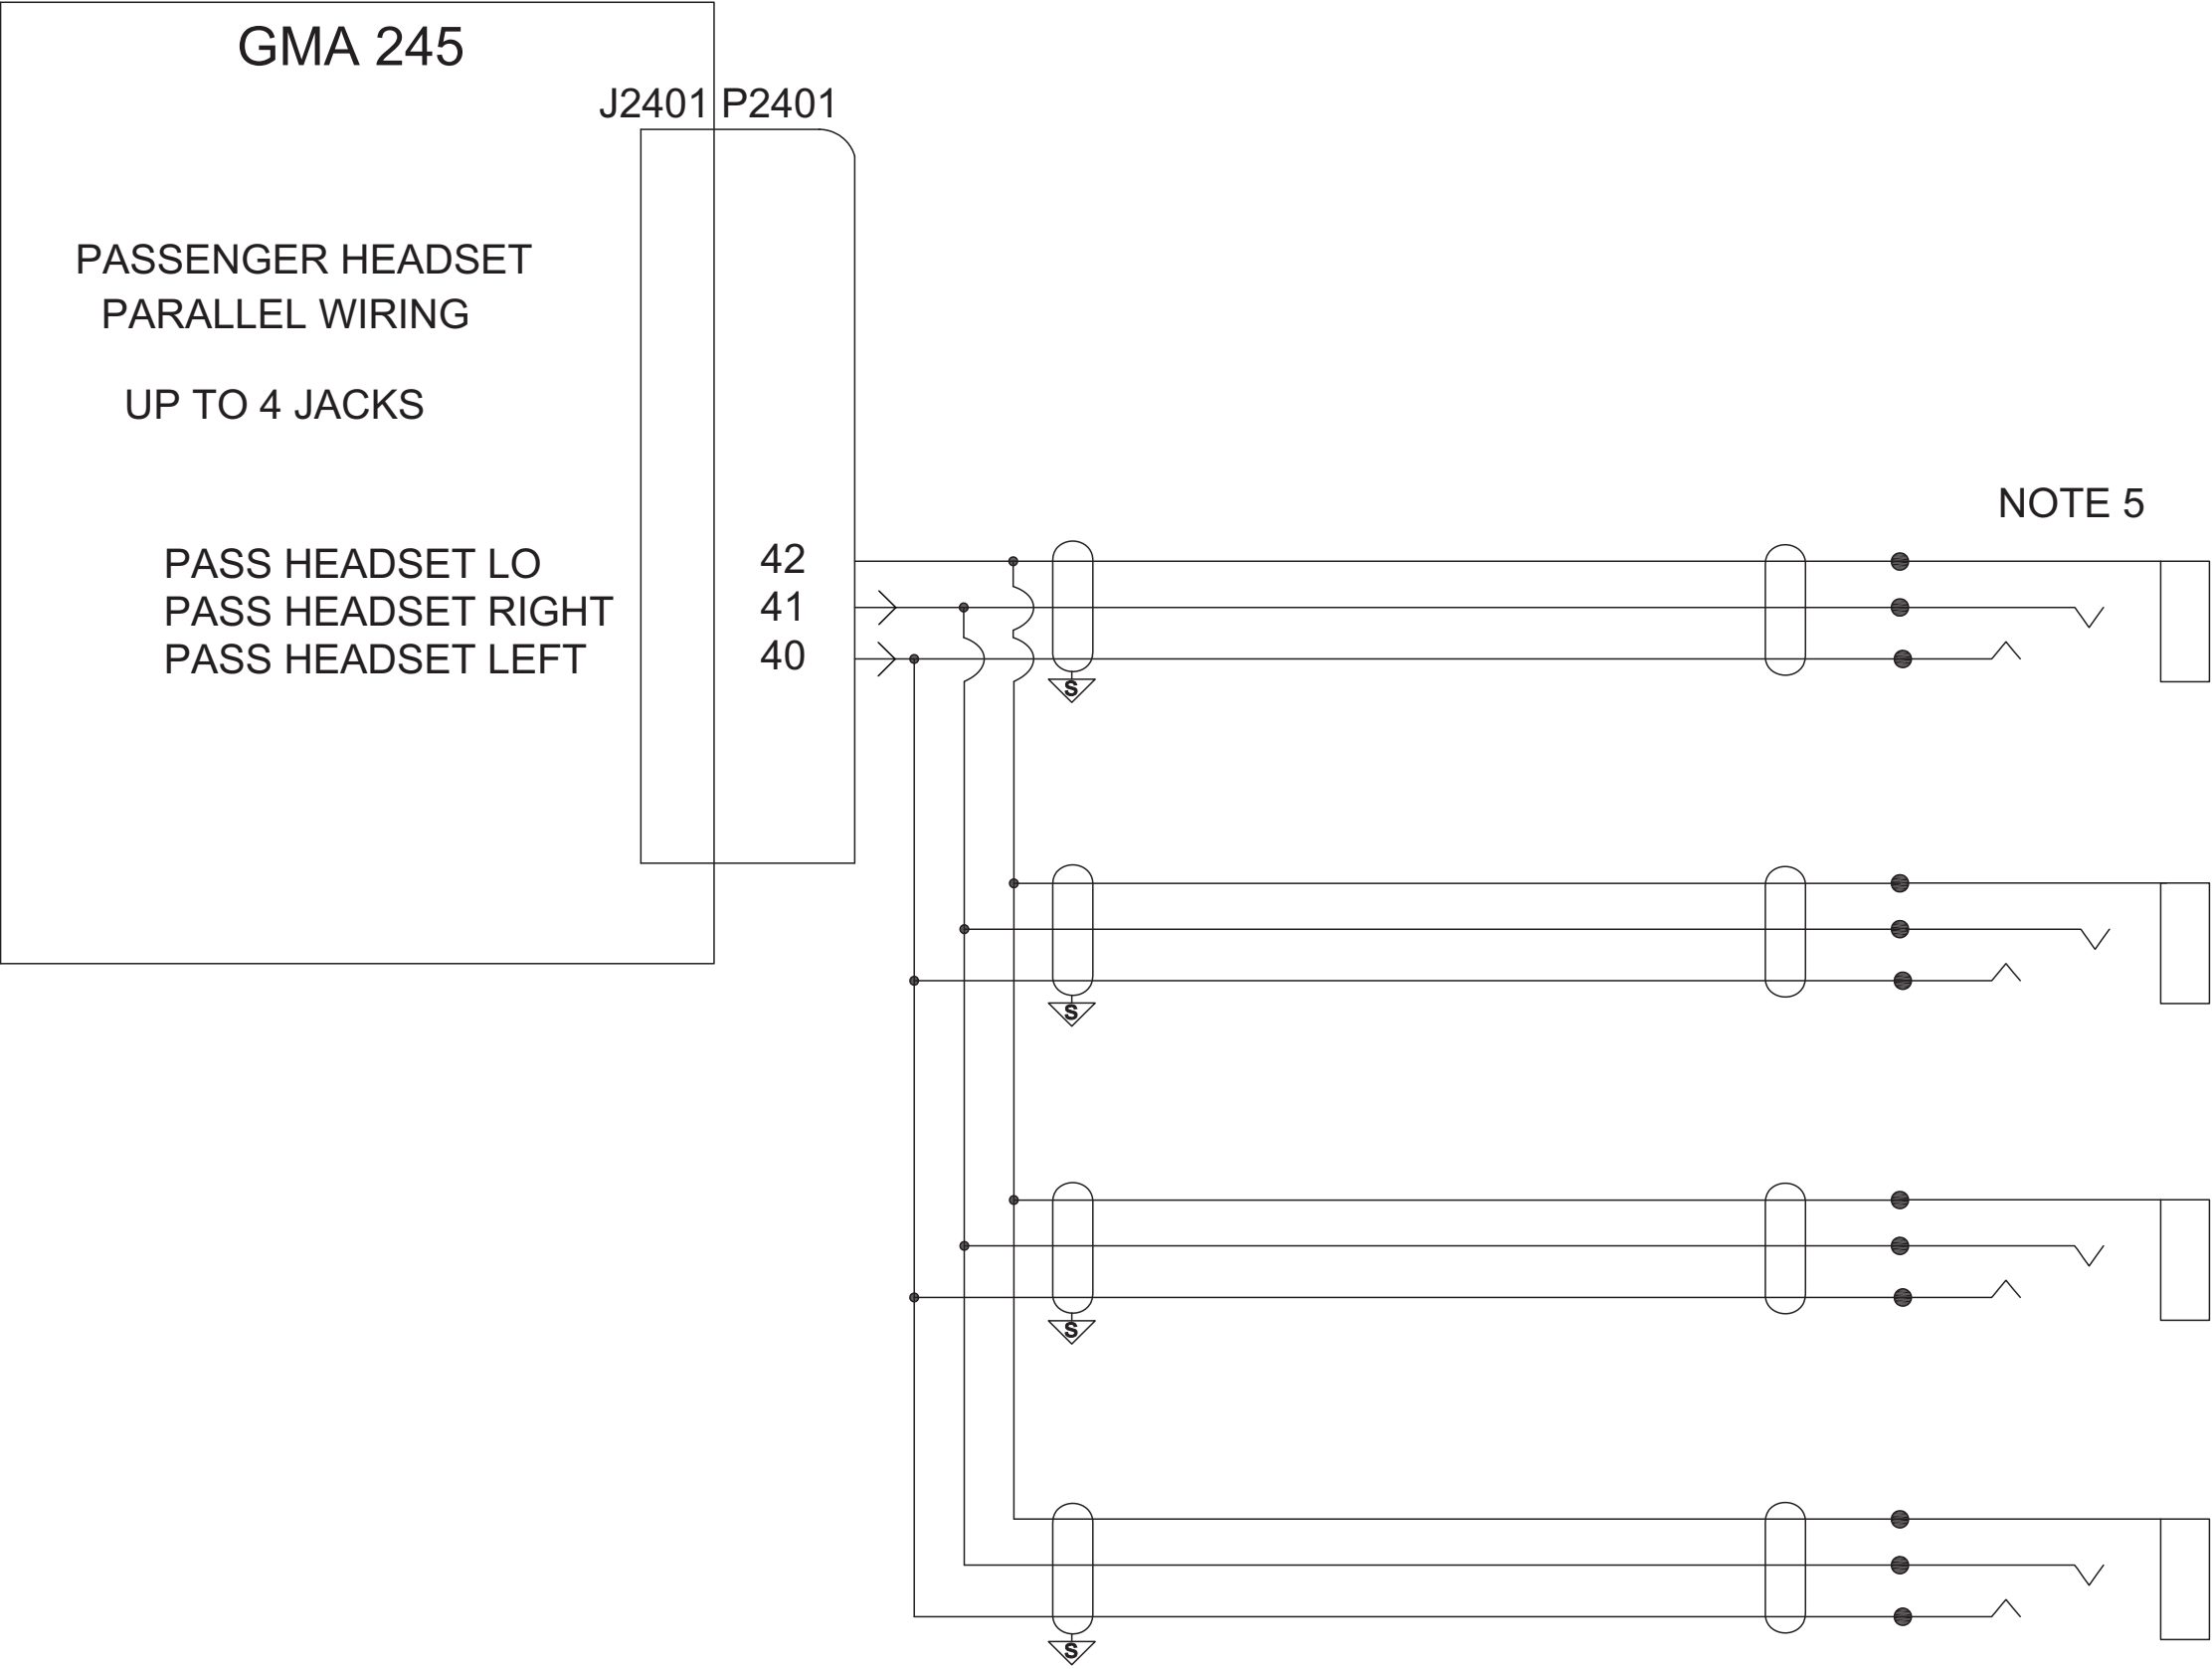 GMA 245
J2401 P2401
PASSENGER HEADSET
PARALLEL WIRING
UP TO 4 JACKS
NOTE 5
PASS HEADSET LO 42
PASS HEADSET RIGHT 41
PASS HEADSET LEFT 40
S
S
S
S